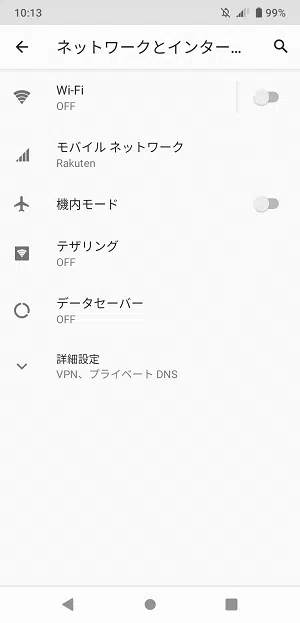 10:13
99%
ネットワークとインター…
Wi-Fi
OFF
モバイル ネットワーク
Rakuten
機内モード
テザリング
OFF
データセーバー
OFF
詳細設定
VPN、プライベート DNS